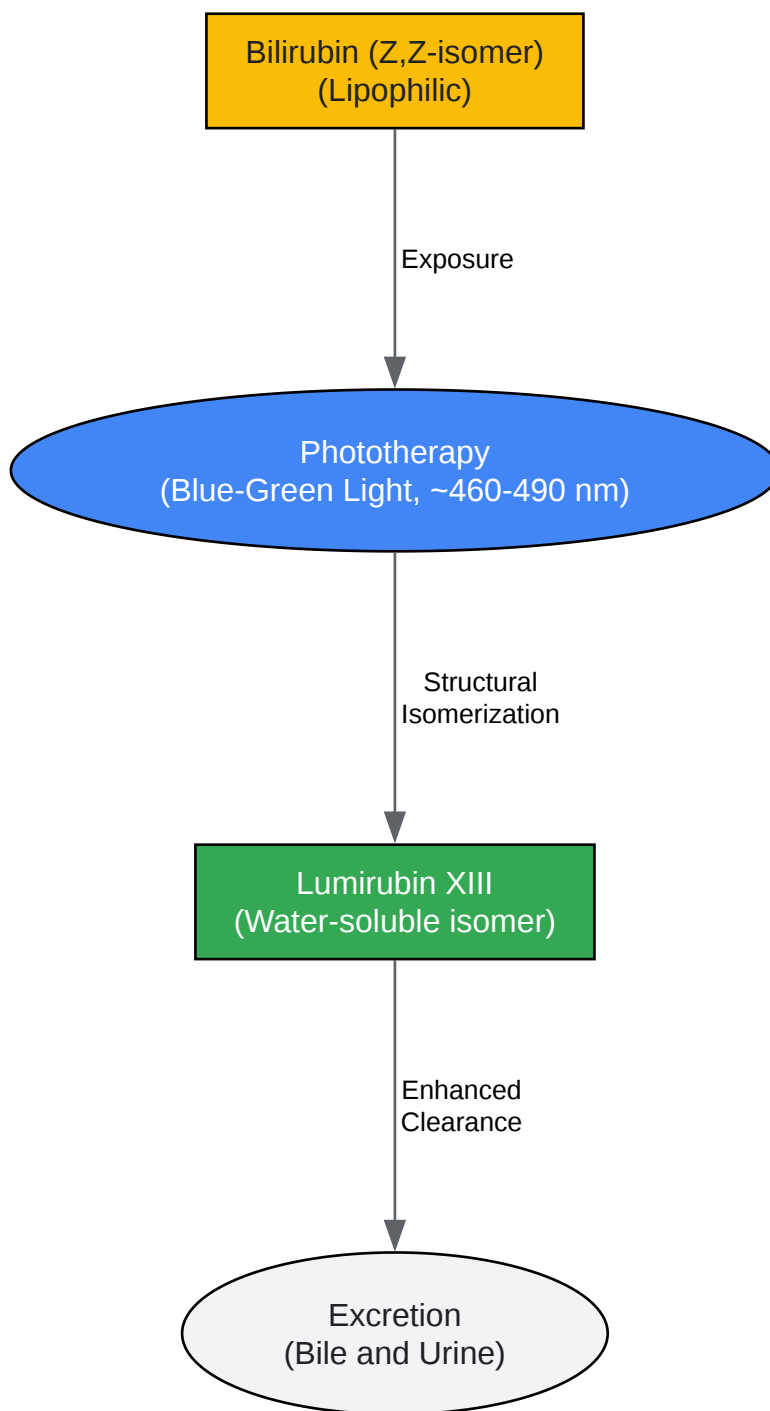 Bilirubin (Z,Z-isomer)
(Lipophilic)
Exposure
Phototherapy
(Blue-Green Light, ~460-490 nm)
Structural
Isomerization
Lumirubin XIII
(Water-soluble isomer)
Enhanced
Clearance
Excretion
(Bile and Urine)